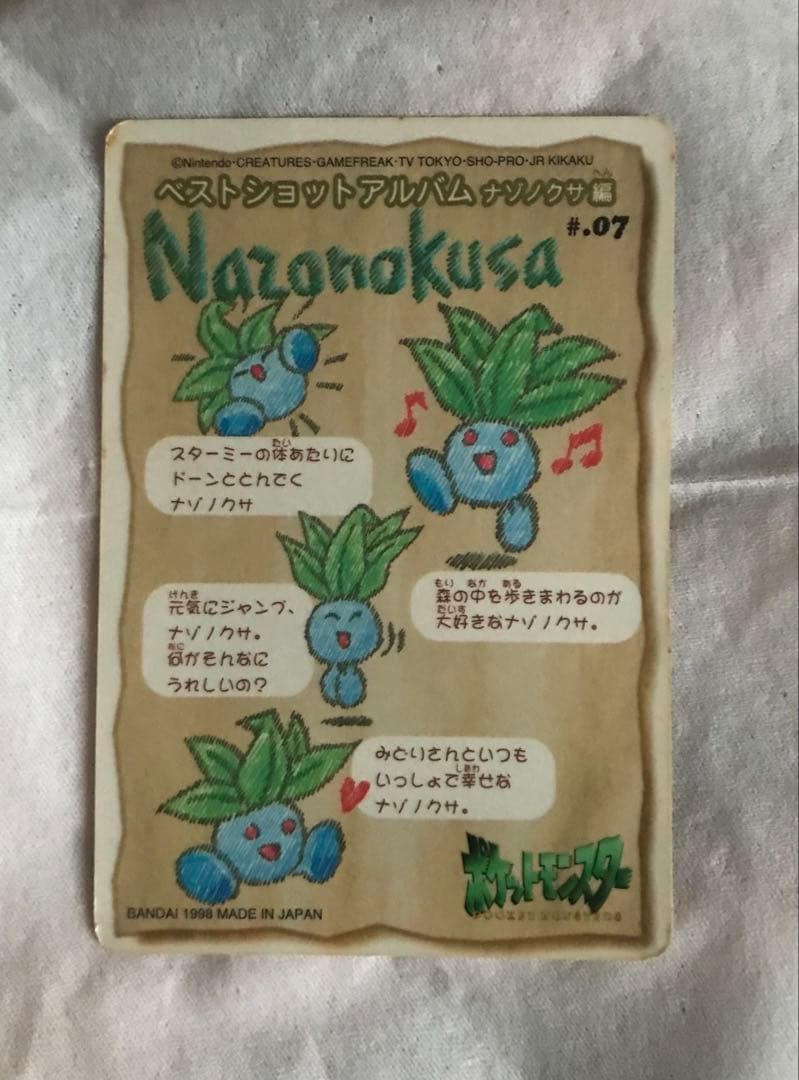 ©Nintendo・CREATURES・GAMEFREAK・TV TOKYO・SHO-PRO・JR KIKAKU
ベストショットアルバム ナゾノクサ編
#.07
Nazonokusa
スターミーの体あたりに
ドーンととんでく
ナゾノクサ
森の中を歩きまわるのが
大好きなナゾノクサ。
元気にジャンプ、
ナゾノクサ。
何がそんなに
うれしいの?
みどりさんといつも
いっしょで幸せな
ナゾノクサ。
ポケットモンスター
POCKET MONSTERS
BANDAI 1998 MADE IN JAPAN